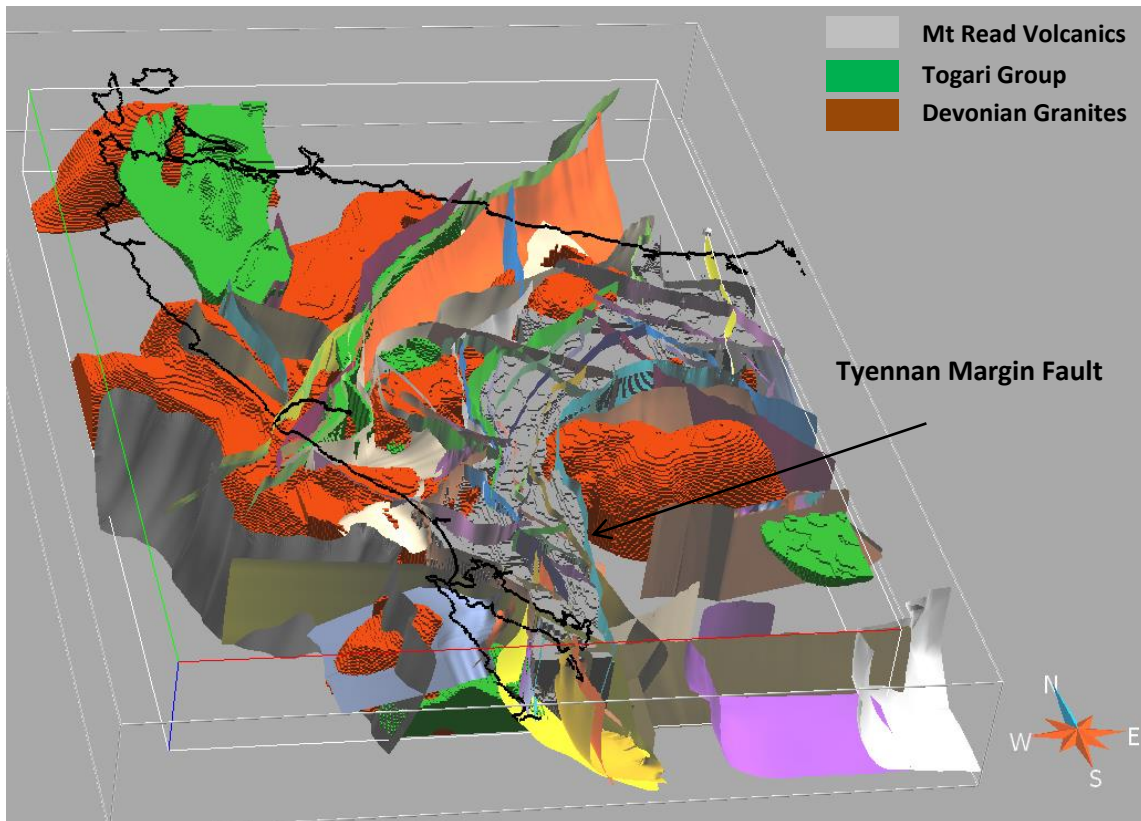 Mt Read Volcanics
Togari Group
Devonian Granites
Tyennan Margin Fault
N
W E
S